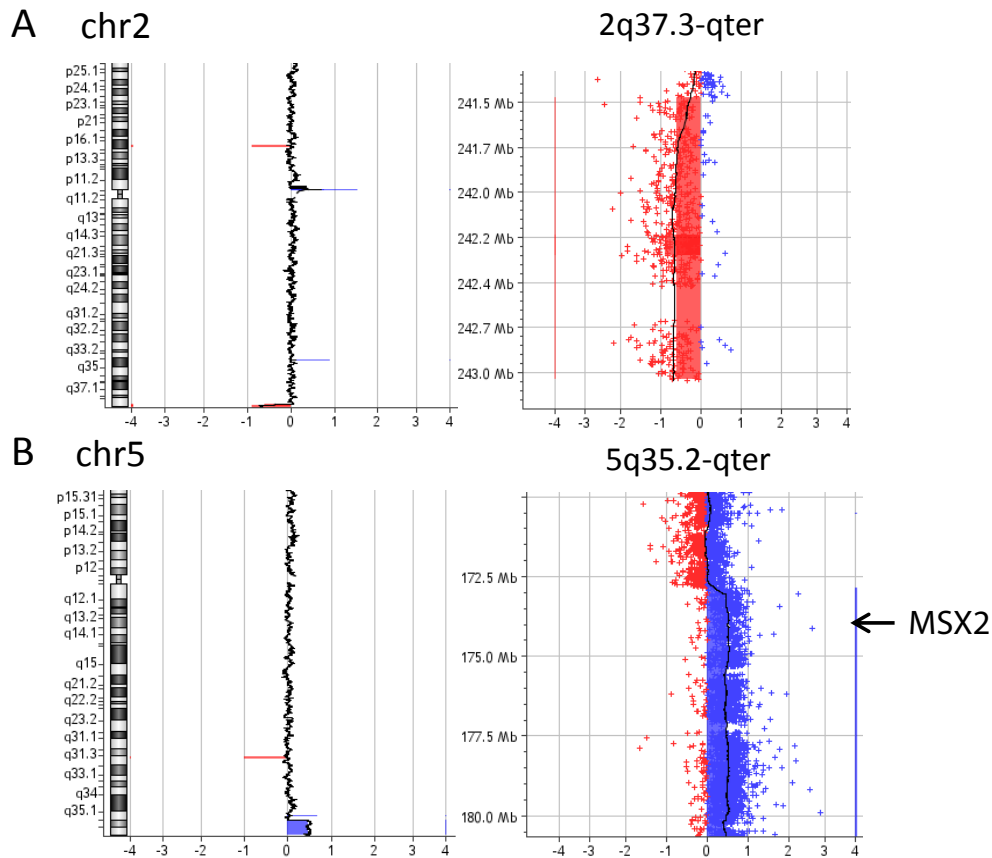 A chr2
2q37.3-qter
p25.1
p24.1
p23.1
p21
p16.1
p13.3
p11.2
q11.2
q13
q14.3
q21.3
q23.1
q24.2
q31.2
q32.2
q33.2
q35
q37.1
-4 -3 -2 -1 0 1 2 3 4
241.5 Mb
241.7 Mb
242.0 Mb
242.2 Mb
242.4 Mb
242.7 Mb
243.0 Mb
-4 -3 -2 -1 0 1 2 3 4
B chr5
5q35.2-qter
p15.31
p15.1
p14.2
p13.2
p12
q12.1
q13.2
q14.1
q15
q21.2
q22.2
q23.2
q31.1
q31.3
q33.1
q34
q35.1
-4 -3 -2 -1 0 1 2 3 4
172.5 Mb
175.0 Mb
177.5 Mb
180.0 Mb
MSX2
-4 -3 -2 -1 0 1 2 3 4